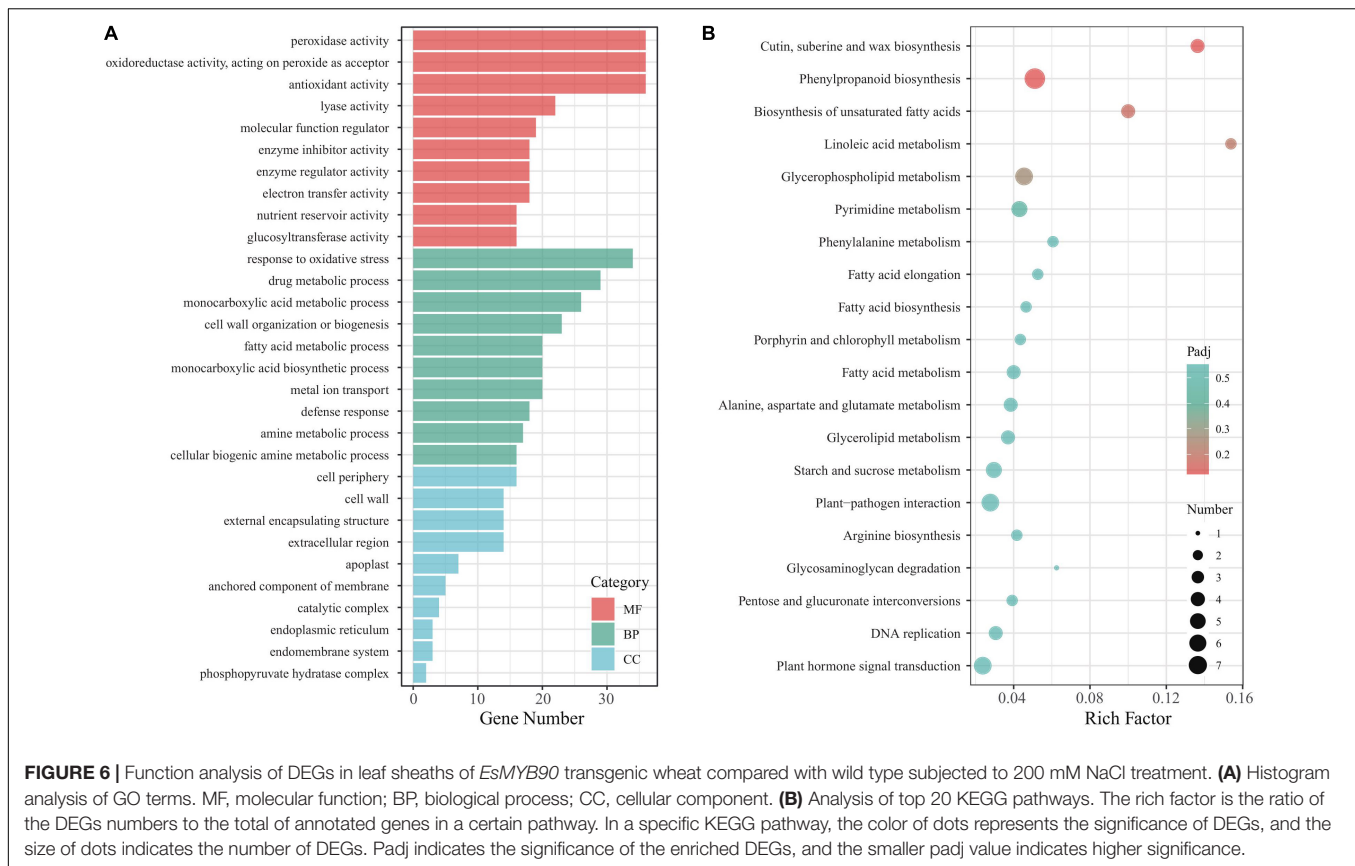 A
peroxidase activity
oxidoreductase activity, acting on peroxide as acceptor
antioxidant activity
lyase activity
molecular function regulator
enzyme inhibitor activity
enzyme regulator activity
electron transfer activity
nutrient reservoir activity
glucosyltransferase activity
response to oxidative stress
drug metabolic process
monocarboxylic acid metabolic process
cell wall organization or biogenesis
fatty acid metabolic process
monocarboxylic acid biosynthetic process
metal ion transport
defense response
amine metabolic process
cellular biogenic amine metabolic process
cell periphery
cell wall
external encapsulating structure
extracellular region
apoplast
anchored component of membrane
catalytic complex
endoplasmic reticulum
endomembrane system
phosphopyruvate hydratase complex
Category
MF
BP
CC
0 10 20 30
Gene Number
B
Cutin, suberine and wax biosynthesis
Phenylpropanoid biosynthesis
Biosynthesis of unsaturated fatty acids
Linoleic acid metabolism
Glycerophospholipid metabolism
Pyrimidine metabolism
Phenylalanine metabolism
Fatty acid elongation
Fatty acid biosynthesis
Porphyrin and chlorophyll metabolism
Fatty acid metabolism
Alanine, aspartate and glutamate metabolism
Glycerolipid metabolism
Starch and sucrose metabolism
Plant−pathogen interaction
Arginine biosynthesis
Glycosaminoglycan degradation
Pentose and glucuronate interconversions
DNA replication
Plant hormone signal transduction
Padj
0.5
0.4
0.3
0.2
Number
1
2
3
4
5
6
7
0.04 0.08 0.12 0.16
Rich Factor
FIGURE 6 | Function analysis of DEGs in leaf sheaths of EsMYB90 transgenic wheat compared with wild type subjected to 200 mM NaCl treatment. (A) Histogram
analysis of GO terms. MF, molecular function; BP, biological process; CC, cellular component. (B) Analysis of top 20 KEGG pathways. The rich factor is the ratio of
the DEGs numbers to the total of annotated genes in a certain pathway. In a specific KEGG pathway, the color of dots represents the significance of DEGs, and the
size of dots indicates the number of DEGs. Padj indicates the significance of the enriched DEGs, and the smaller padj value indicates higher significance.